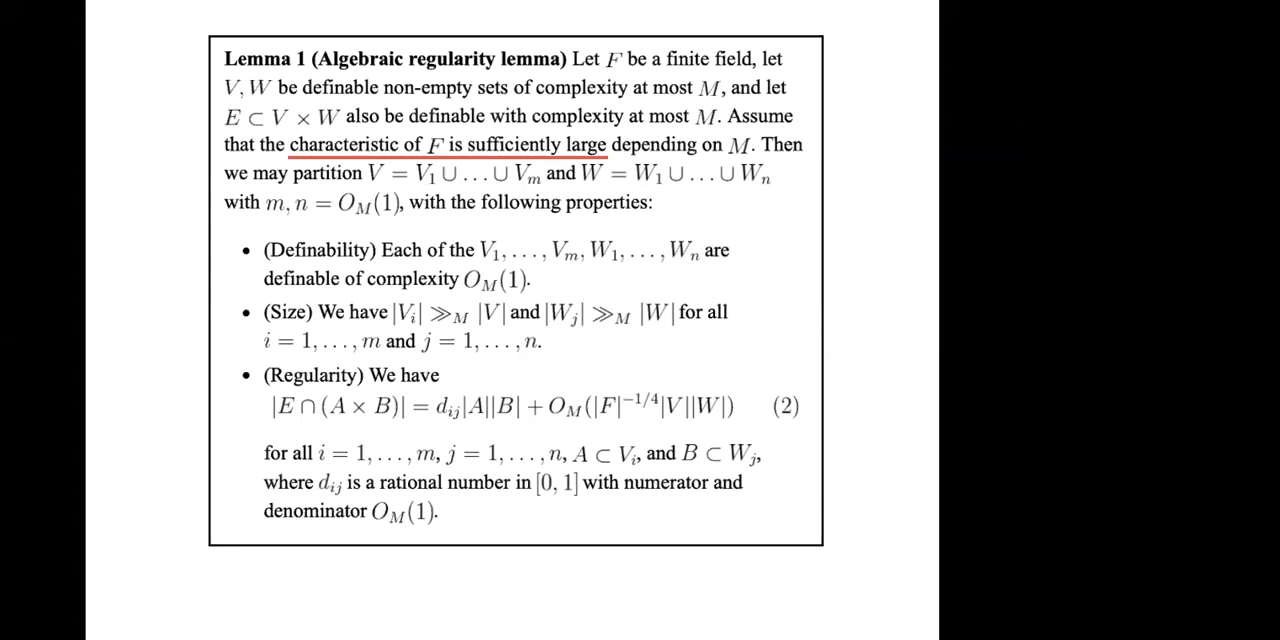 Lemma 1 (Algebraic regularity lemma) Let F be a finite field, let
V, W be definable non-empty sets of complexity at most M, and let
E ⊂ V × W also be definable with complexity at most M. Assume
that the characteristic of F is sufficiently large depending on M. Then
we may partition V = V₁ ∪ … ∪ Vₘ and W = W₁ ∪ … ∪ Wₙ
with m, n = O_M(1), with the following properties:
• (Definability) Each of the V₁, …, Vₘ, W₁, …, Wₙ are
definable of complexity O_M(1).
• (Size) We have |Vᵢ| ≫_M |V| and |Wⱼ| ≫_M |W| for all
i = 1, …, m and j = 1, …, n.
• (Regularity) We have
|E ∩ (A × B)| = dᵢⱼ|A||B| + O_M(|F|^{−1/4}|V||W|) (2)
for all i = 1, …, m, j = 1, …, n, A ⊂ Vᵢ, and B ⊂ Wⱼ,
where dᵢⱼ is a rational number in [0, 1] with numerator and
denominator O_M(1).